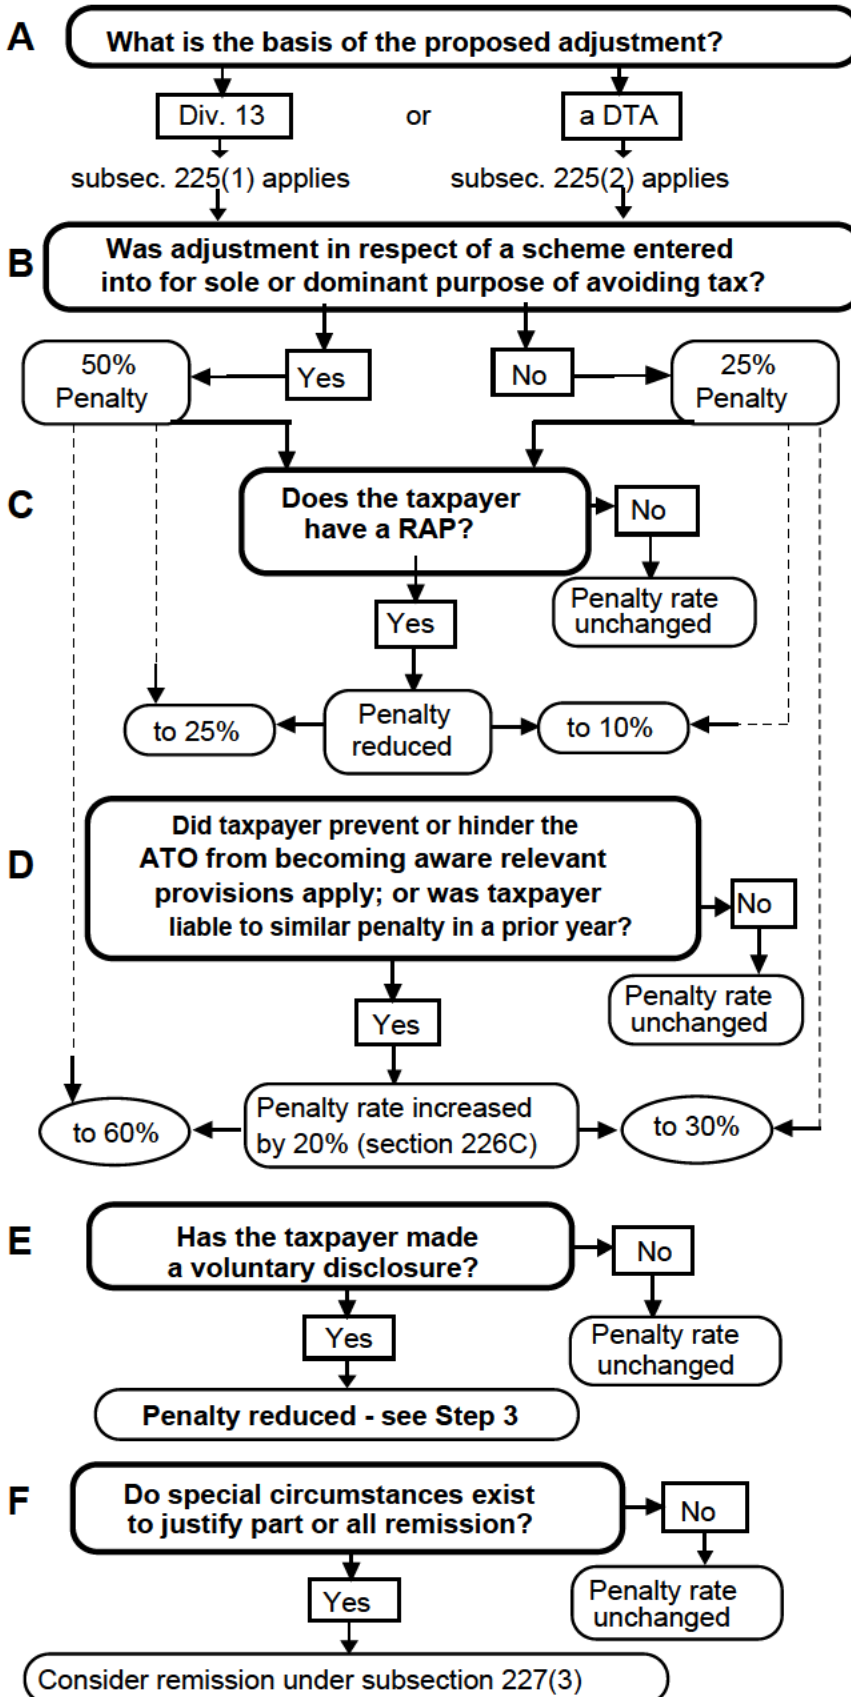 A
What is the basis of the proposed adjustment?
Div. 13
or
a DTA
subsec. 225(1) applies
subsec. 225(2) applies
B
Was adjustment in respect of a scheme entered
into for sole or dominant purpose of avoiding tax?
50%
Penalty
Yes
No
25%
Penalty
C
Does the taxpayer
have a RAP?
No
Penalty rate
unchanged
Yes
to 25%
Penalty
reduced
to 10%
D
Did taxpayer prevent or hinder the
ATO from becoming aware relevant
provisions apply; or was taxpayer
liable to similar penalty in a prior year?
No
Penalty rate
unchanged
Yes
to 60%
Penalty rate increased
by 20% (section 226C)
to 30%
E
Has the taxpayer made
a voluntary disclosure?
No
Penalty rate
unchanged
Yes
Penalty reduced - see Step 3
F
Do special circumstances exist
to justify part or all remission?
No
Penalty rate
unchanged
Yes
Consider remission under subsection 227(3)